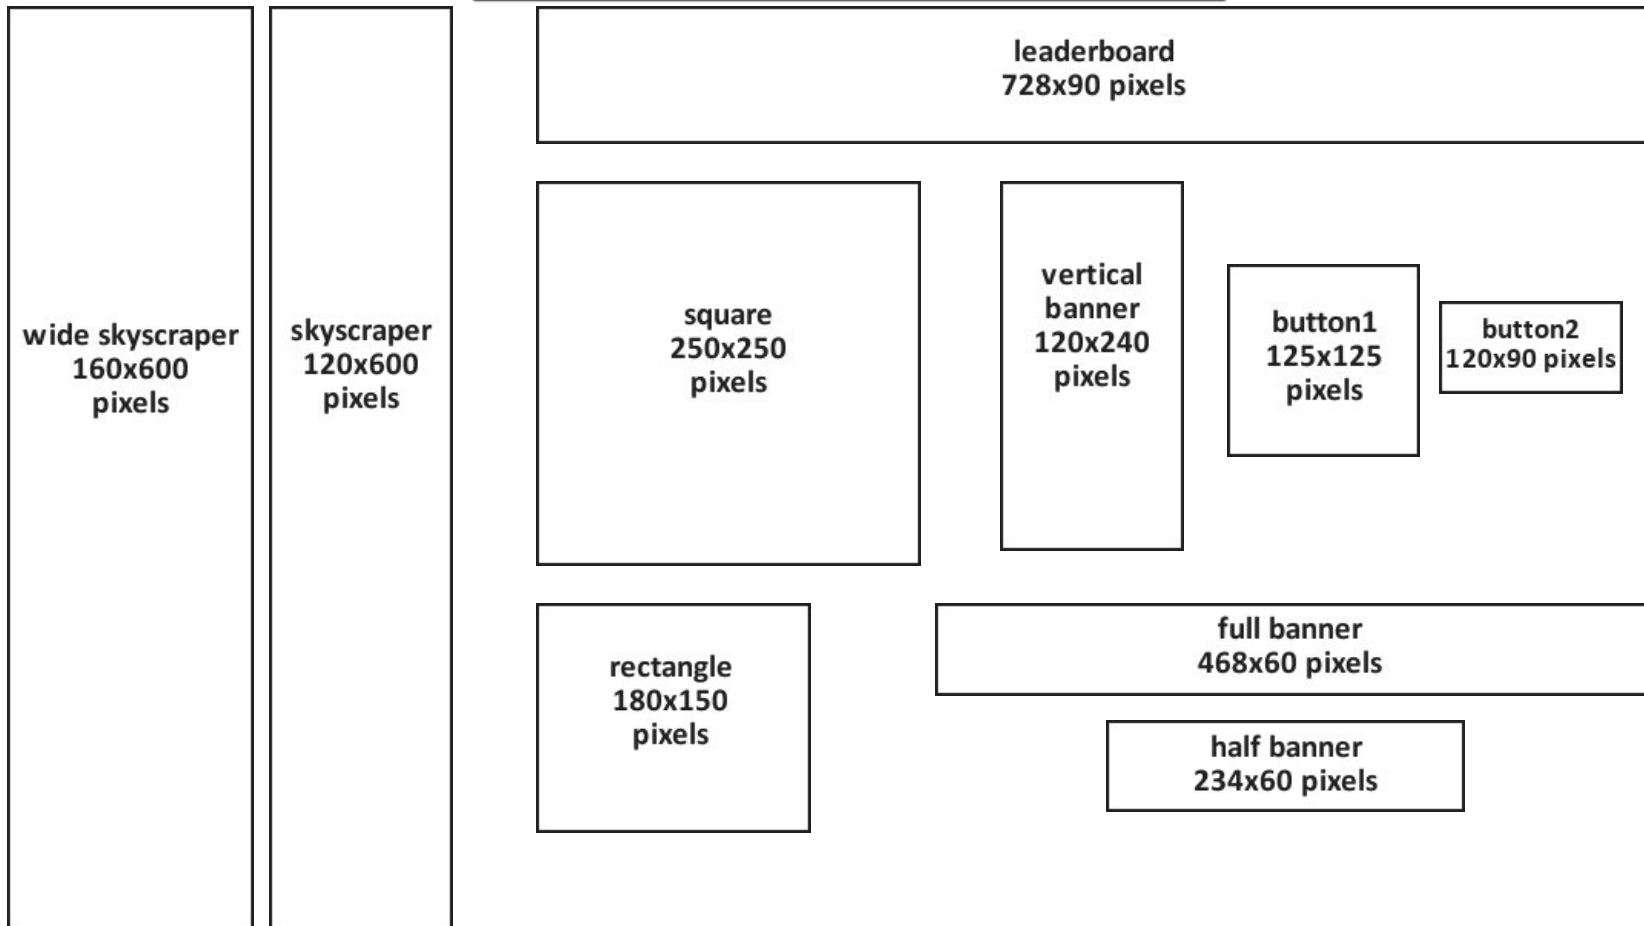 leaderboard
728x90 pixels
wide skyscraper
160x600
pixels
skyscraper
120x600
pixels
square
250x250
pixels
vertical
banner
120x240
pixels
button1
125x125
pixels
button2
120x90 pixels
rectangle
180x150
pixels
full banner
468x60 pixels
half banner
234x60 pixels